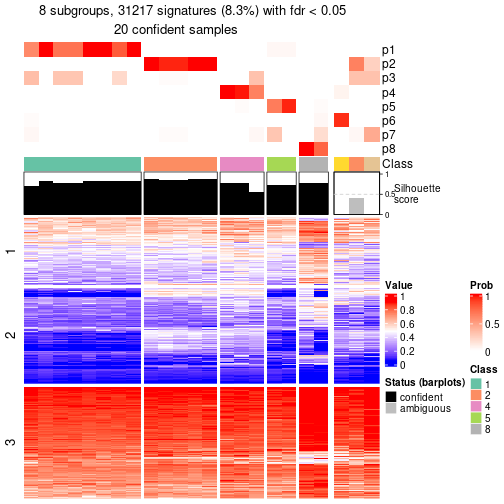 8 subgroups, 31217 signatures (8.3%) with fdr < 0.05
20 confident samples
p1
p2
p3
p4
p5
p6
p7
p8
Class
1
0.5
0
Silhouette
score
1
2
3
Value
1
0.8
0.6
0.4
0.2
0
Prob
1
0.5
0
Status (barplots)
confident
ambiguous
Class
1
2
4
5
8